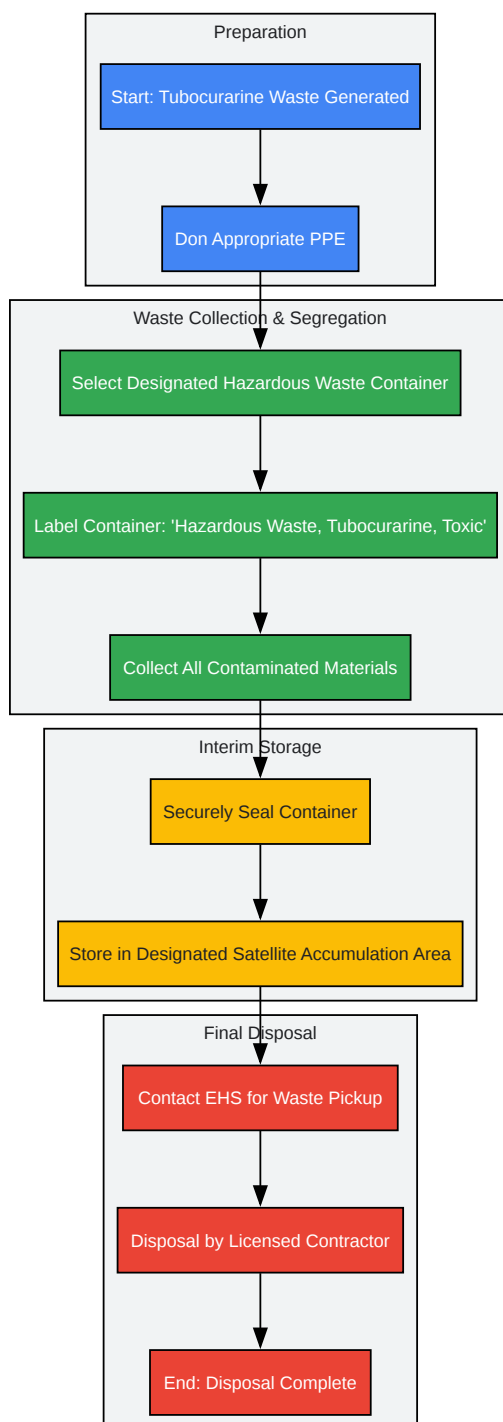 Preparation
Start: Tubocurarine Waste Generated
Don Appropriate PPE
Waste Collection & Segregation
Select Designated Hazardous Waste Container
Label Container: 'Hazardous Waste, Tubocurarine, Toxic'
Collect All Contaminated Materials
Interim Storage
Securely Seal Container
Store in Designated Satellite Accumulation Area
Final Disposal
Contact EHS for Waste Pickup
Disposal by Licensed Contractor
End: Disposal Complete